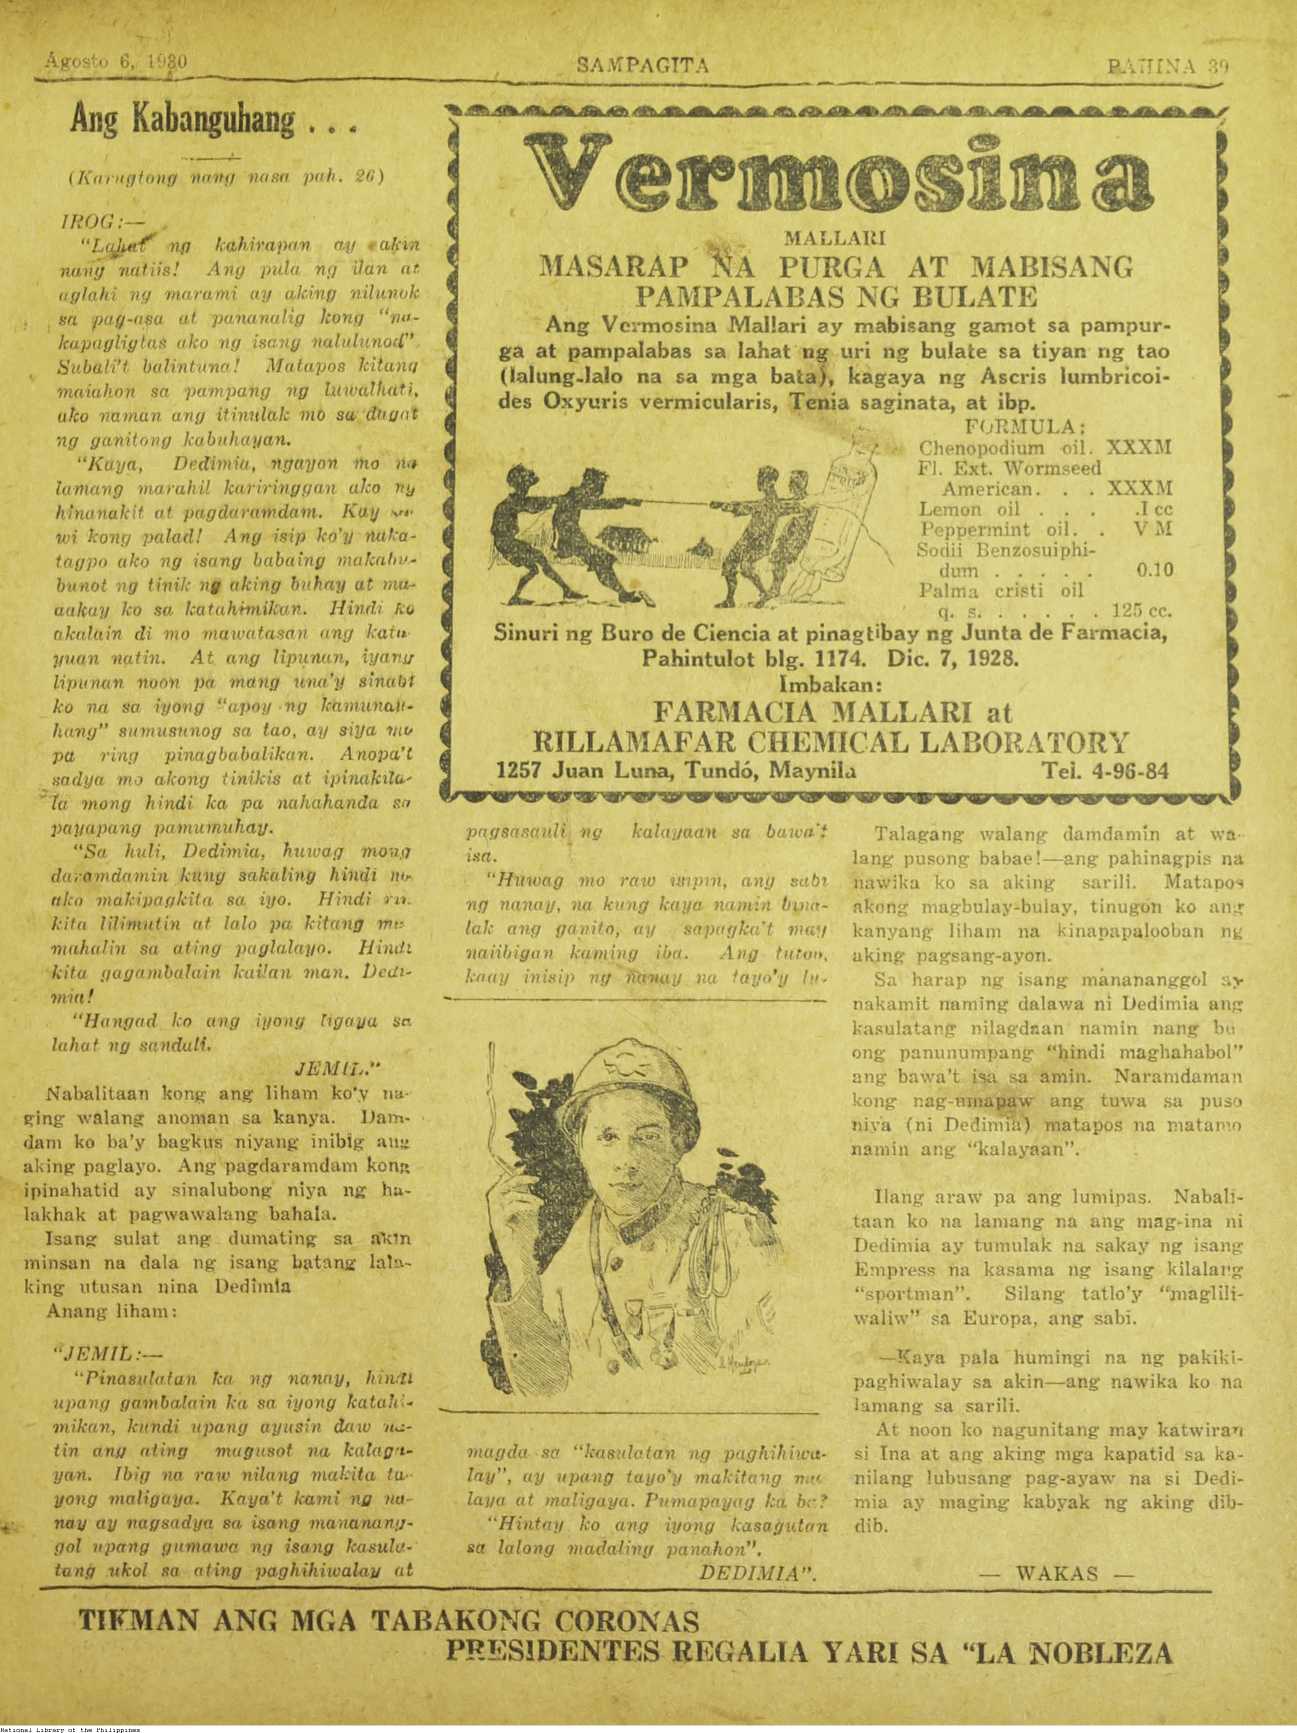 Agosto 6, 1930
SAMPAGITA
PAHINA 39
Ang Kabanguhang . . .
(Karugtong nang nasa pah. 26)
IROG:—
"Lahat ng kahirapan ay akin
nang natiis! Ang pula ng ilan at
aglahi ng marami ay aking nilunok
sa pag-asa at pananalig kong "na-
kapagligtas ako ng isang nalulunod".
Subali't balintuna! Matapos kitang
maiahon sa pampang ng luwalhati,
ako naman ang itinulak mo sa dagat
ng ganitong kabuhayan.
"Kaya, Dedimia, ngayon mo na
lamang marahil kariringgan ako ng
hinanakit at pagdaramdam. Kay
wi kong palad! Ang isip ko'y naka-
tagpo ako ng isang babaing makabu-
bunot ng tinik ng aking buhay at ma-
aakay ko sa katahimikan. Hindi ko
akalain di mo mawatasan ang katu-
yuan natin. At ang lipunan, iyang
lipunan noon pa mang una'y sinabi
ko na sa iyong "apoy ng kamundu-
hang" sumusunog sa tao, ay siya mo
pa ring pinagbabalikan. Anopa't
sadya mo akong tinikis at ipinakila-
la mong hindi ka pa nahahanda sa
payapang pamumuhay.
"Sa huli, Dedimia, huwag mong
daramdamin kung sakaling hindi na
ako makipagkita sa iyo. Hindi
kita lilimutin at lalo pa kitang ma-
mahalin sa ating paglalayo. Hindi
kita gagambalain kailan man. Dedi-
mia!
"Hangad ko ang iyong ligaya sa
lahat ng sandali.
JEMIL."
Nabalitaan kong ang liham ko'y na-
ging walang anoman sa kanya. Dam-
dam ko ba'y bagkus niyang inibig ang
aking paglayo. Ang pagdaramdam kong
ipinahatid ay sinalubong niya ng ha-
lakhak at pagwawalang bahala.
Isang sulat ang dumating sa akin
minsan na dala ng isang batang lala-
king utusan nina Dedimia
Anang liham:
"JEMIL:—
"Pinasulatan ka ng nanay, hindi
upang gambalain ka sa iyong katahi-
mikan, kundi upang ayusin daw na-
tin ang ating mugusot na kalaga-
yan. Ibig na raw nilang makita ta-
yong maligaya. Kaya't kami ng na-
nay ay nagsadya sa isang manānang-
gol upang gumawa ng isang kasula-
tang ukol sa ating paghihiwalay at
Vermosina
MALLARI
MASARAP NA PURGA AT MABISANG
PAMPALABAS NG BULATE
Ang Vermosina Mallari ay mabisang gamot sa pampur-
ga at pampalabas sa lahat ng uri ng bulate sa tiyan ng tao
(lalung-lalo na sa mga bata), kagaya ng Ascris lumbricoi-
des Oxyuris vermicularis, Tenia saginata, at ibp.
FORMULA:
Chenopodium oil. XXXM
Fl. Ext. Wormseed
American. . . XXXM
Lemon oil . . . .I cc
Peppermint oil. . V M
Sodii Benzosulphi-
dum . . . . . 0.10
Palma cristi oil
q. s. . . . . . 125 cc.
Sinuri ng Buro de Ciencia at pinagtibay ng Junta de Farmacia,
Pahintulot blg. 1174. Dic. 7, 1928.
Imbakan:
FARMACIA MALLARI at
RILLAMAFAR CHEMICAL LABORATORY
1257 Juan Luna, Tundó, Maynila Tel. 4-96-84
pagsasauli ng kalayaan sa bawa't
isa.
"Huwag mo raw isipin, ang sabi
ng nanay, na kung kaya namin bina-
lak ang ganito, ay sapagka't may
naiibigan kaming iba. Ang totoo,
kaay inisip ng nanay na tayo'y lu-
magda sa "kasulatan ng paghihiwa-
lay", ay upang tayo'y makitang ma-
laya at maligaya. Pumapayag ka ba?
"Hintay ko ang iyong kasagutan
sa lalong madaling panahon".
DEDIMIA".
Talagang walang damdamin at wa-
lang pusong babae!—ang pahinagpis na
nawika ko sa aking sarili. Matapos
akong magbulay-bulay, tinugon ko ang
kanyang liham na kinapapalooban ng
aking pagsang-ayon.
Sa harap ng isang manananggol ay
nakamit naming dalawa ni Dedimia ang
kasulatang nilagdaan namin nang bu
ong panunumpang "hindi maghahabol"
ang bawa't isa sa amin. Naramdaman
kong nag-umapaw ang tuwa sa puso
niya (ni Dedimia) matapos na matamo
namin ang "kalayaan".
Ilang araw pa ang lumipas. Nabali-
taan ko na lamang na ang mag-ina ni
Dedimia ay tumulak na sakay ng isang
Empress na kasama ng isang kilalang
"sportman". Silang tatlo'y "maglili-
waliw" sa Europa, ang sabi.
—Kaya pala humingi na ng pakiki-
paghiwalay sa akin—ang nawika ko na
lamang sa sarili.
At noon ko nagunitang may katwiran
si Ina at ang aking mga kapatid sa ka-
nilang lubusang pag-ayaw na si Dedi-
mia ay maging kabyak ng aking dib-
dib.
— WAKAS —
TIKMAN ANG MGA TABAKONG CORONAS
PRESIDENTES REGALIA YARI SA "LA NOBLEZA
National Library of the Philippines